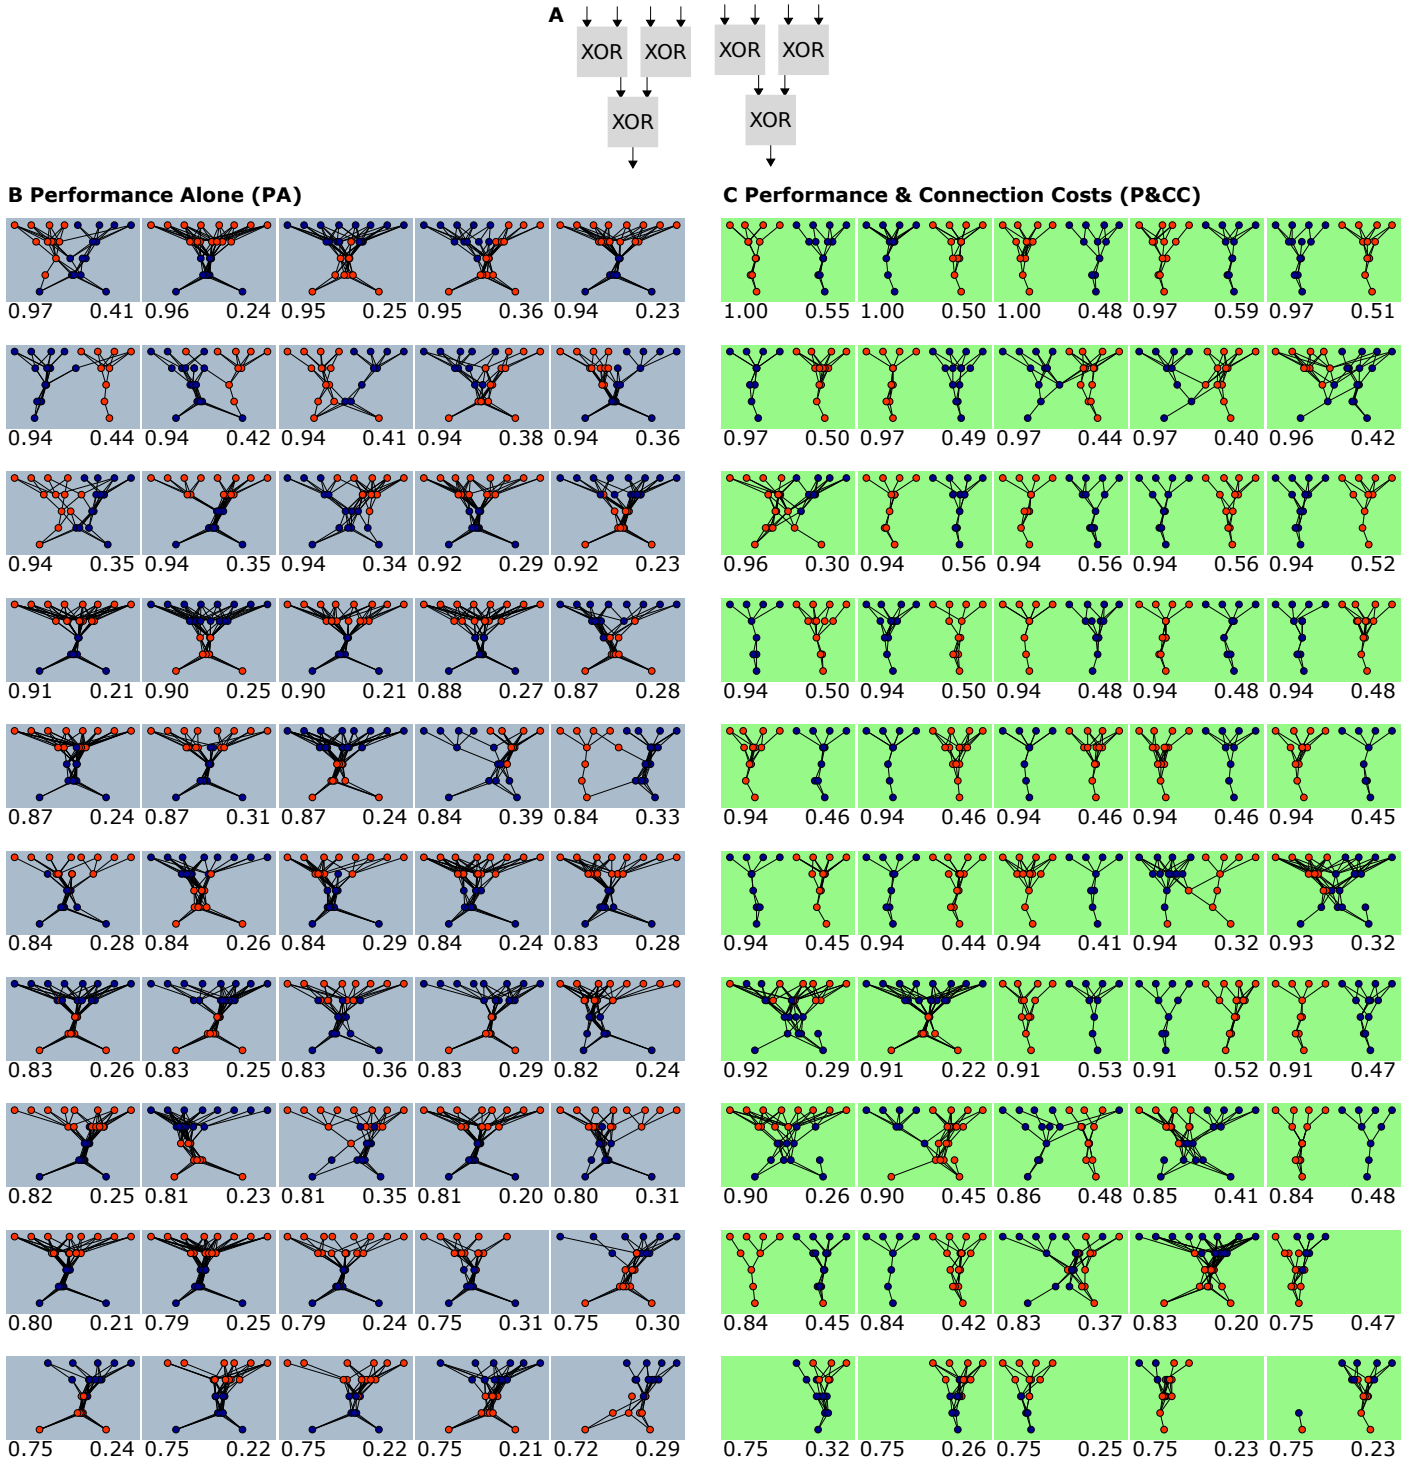 A
XOR XOR XOR XOR
XOR XOR
B Performance Alone (PA) C Performance & Connection Costs (P&CC)
0.97 0.41 0.96 0.24 0.95 0.25 0.95 0.36 0.94 0.23 1.00 0.55 1.00 0.50 1.00 0.48 0.97 0.59 0.97 0.51
0.94 0.44 0.94 0.42 0.94 0.41 0.94 0.38 0.94 0.36 0.97 0.50 0.97 0.49 0.97 0.44 0.97 0.40 0.96 0.42
0.94 0.35 0.94 0.35 0.94 0.34 0.92 0.29 0.92 0.23 0.96 0.30 0.94 0.56 0.94 0.56 0.94 0.56 0.94 0.52
0.91 0.21 0.90 0.25 0.90 0.21 0.88 0.27 0.87 0.28 0.94 0.50 0.94 0.50 0.94 0.48 0.94 0.48 0.94 0.48
0.87 0.24 0.87 0.31 0.87 0.24 0.84 0.39 0.84 0.33 0.94 0.46 0.94 0.46 0.94 0.46 0.94 0.46 0.94 0.45
0.84 0.28 0.84 0.26 0.84 0.29 0.84 0.24 0.83 0.28 0.94 0.45 0.94 0.44 0.94 0.41 0.94 0.32 0.93 0.32
0.83 0.26 0.83 0.25 0.83 0.36 0.83 0.29 0.82 0.24 0.92 0.29 0.91 0.22 0.91 0.53 0.91 0.52 0.91 0.47
0.82 0.25 0.81 0.23 0.81 0.35 0.81 0.20 0.80 0.31 0.90 0.26 0.90 0.45 0.86 0.48 0.85 0.41 0.84 0.48
0.80 0.21 0.79 0.25 0.79 0.24 0.75 0.31 0.75 0.30 0.84 0.45 0.84 0.42 0.83 0.37 0.83 0.20 0.75 0.47
0.75 0.24 0.75 0.22 0.75 0.22 0.75 0.21 0.72 0.29 0.75 0.32 0.75 0.26 0.75 0.25 0.75 0.23 0.75 0.23